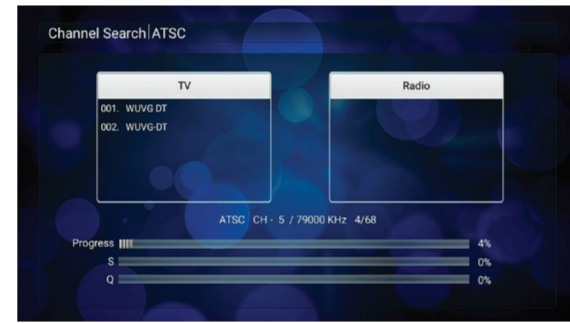 Channel Search|ATSC
TV
001. WUVG DT
002. WUVG-DT
Radio
ATSC CH - 5 / 79000 KHz 4/68
Progress 4%
S 0%
Q 0%